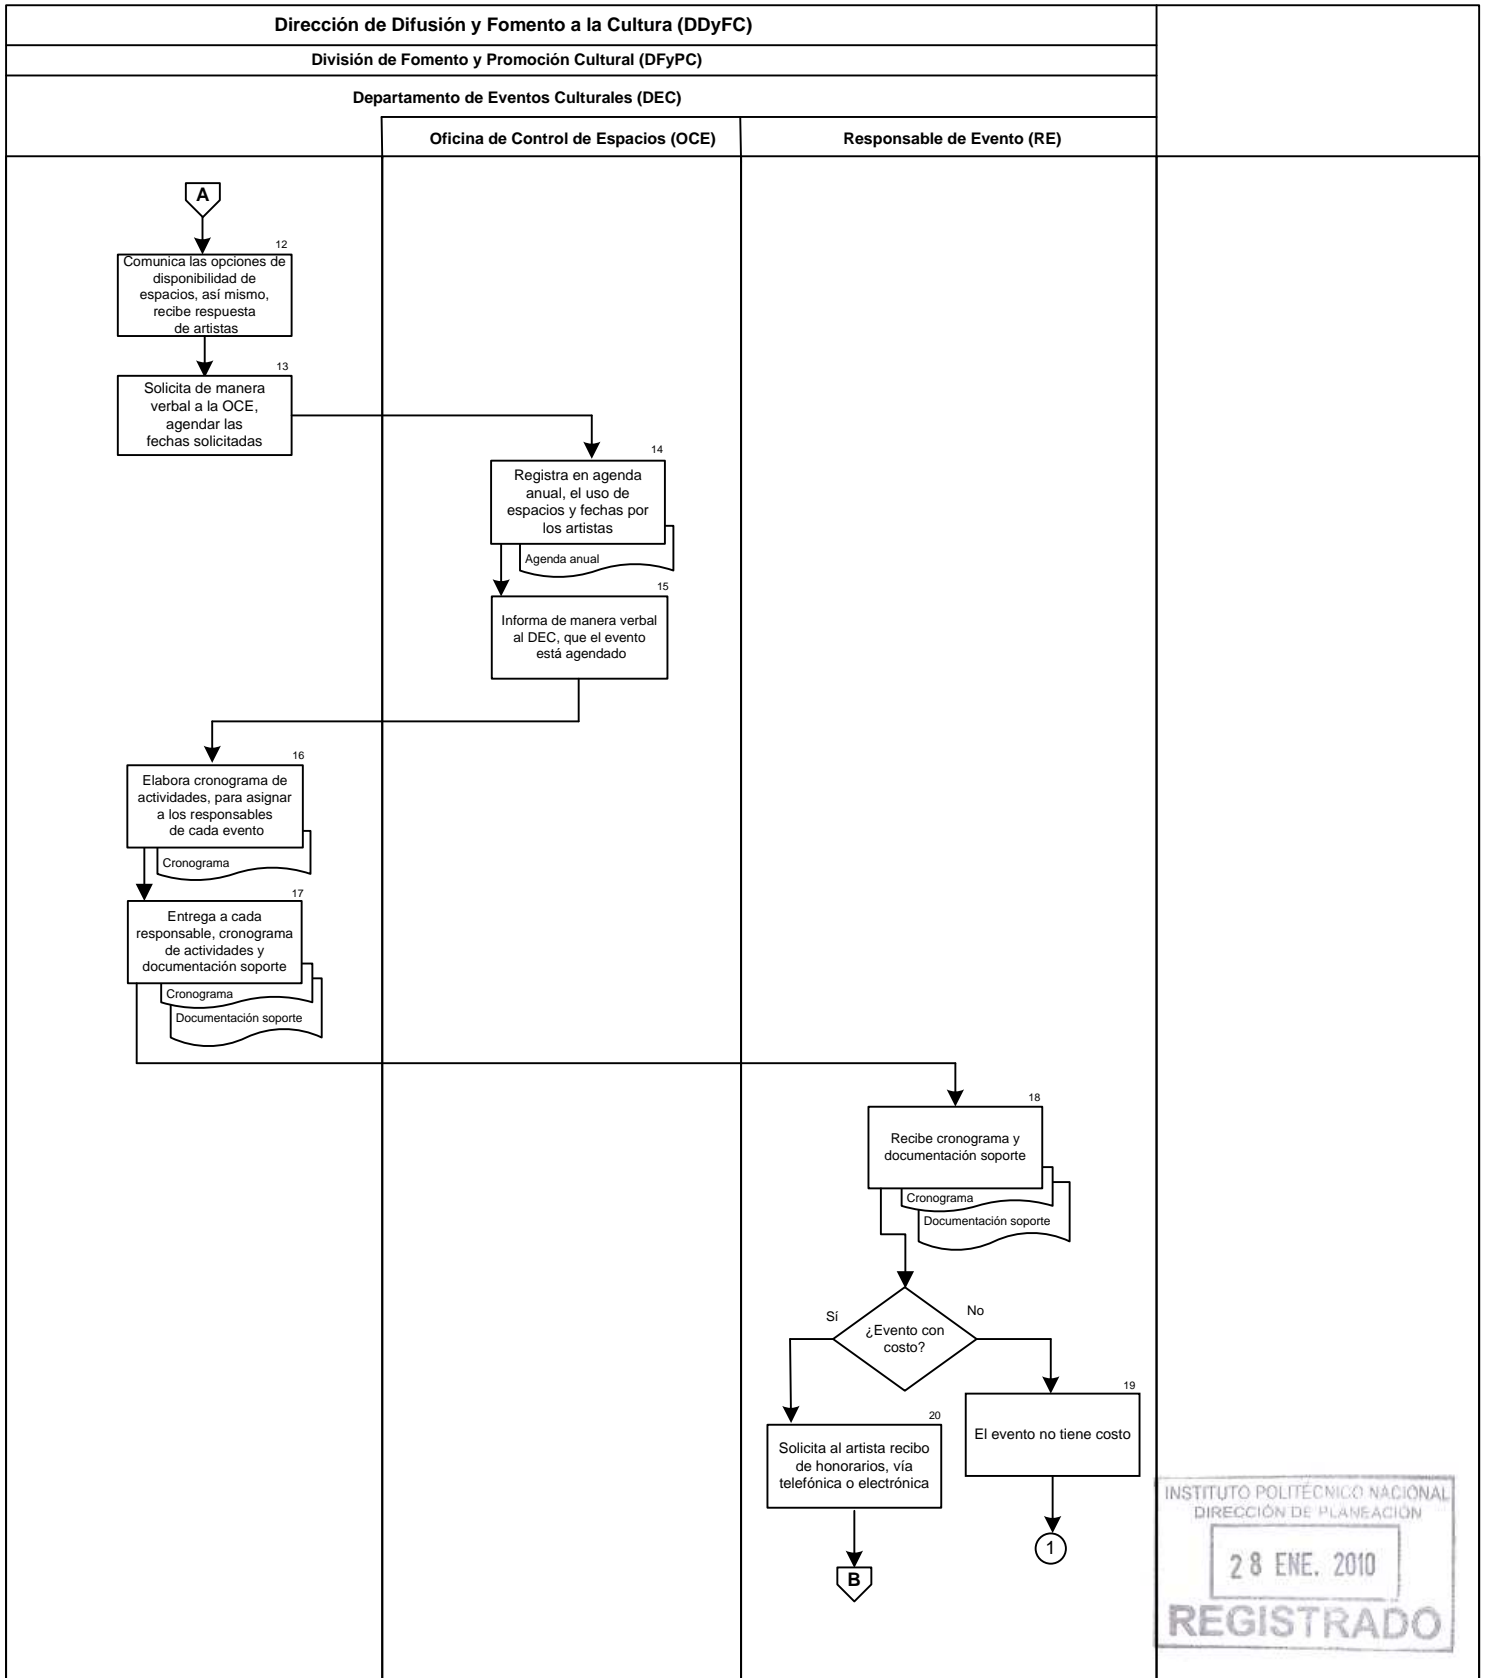 Dirección de Difusión y Fomento a la Cultura (DDyFC)
División de Fomento y Promoción Cultural (DFyPC)
Departamento de Eventos Culturales (DEC)
Oficina de Control de Espacios (OCE)
Responsable de Evento (RE)
A
12
Comunica las opciones de
disponibilidad de
espacios, así mismo,
recibe respuesta
de artistas
13
Solicita de manera
verbal a la OCE,
agendar las
fechas solicitadas
14
Registra en agenda
anual, el uso de
espacios y fechas por
los artistas
Agenda anual
15
Informa de manera verbal
al DEC, que el evento
está agendado
16
Elabora cronograma de
actividades, para asignar
a los responsables
de cada evento
Cronograma
17
Entrega a cada
responsable, cronograma
de actividades y
documentación soporte
Cronograma
Documentación soporte
18
Recibe cronograma y
documentación soporte
Cronograma
Documentación soporte
¿Evento con
costo?
Sí
No
19
El evento no tiene costo
1
20
Solicita al artista recibo
de honorarios, vía
telefónica o electrónica
B
INSTITUTO POLITÉCNICO NACIONAL
DIRECCIÓN DE PLANEACIÓN
28 ENE. 2010
REGISTRADO